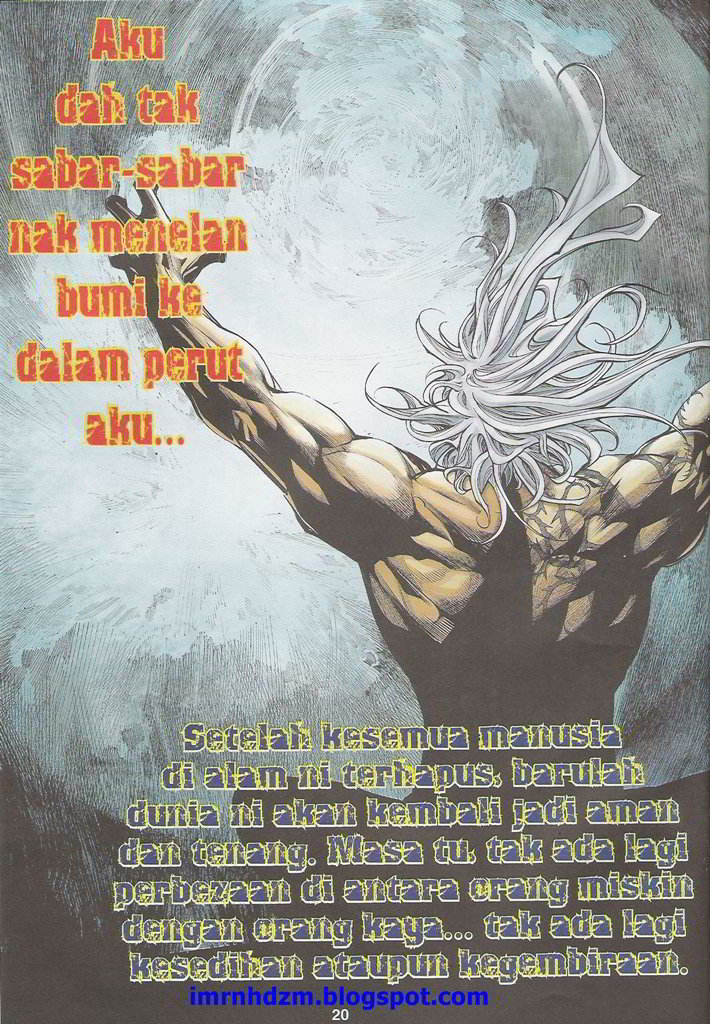 Aku
dah tak
sabar-sabar
nak menelan
bumi ke
dalam perut
aku...
Setelah kesemua manusia
di alam ni terhapus, barulah
dunia ni akan kembali jadi aman
dan tenang. Masa tu, tak ada lagi
perbezaan di antara orang miskin
dengan orang kaya... tak ada lagi
kesedihan ataupun kegembiraan.
imrnhdzm.blogspot.com
20